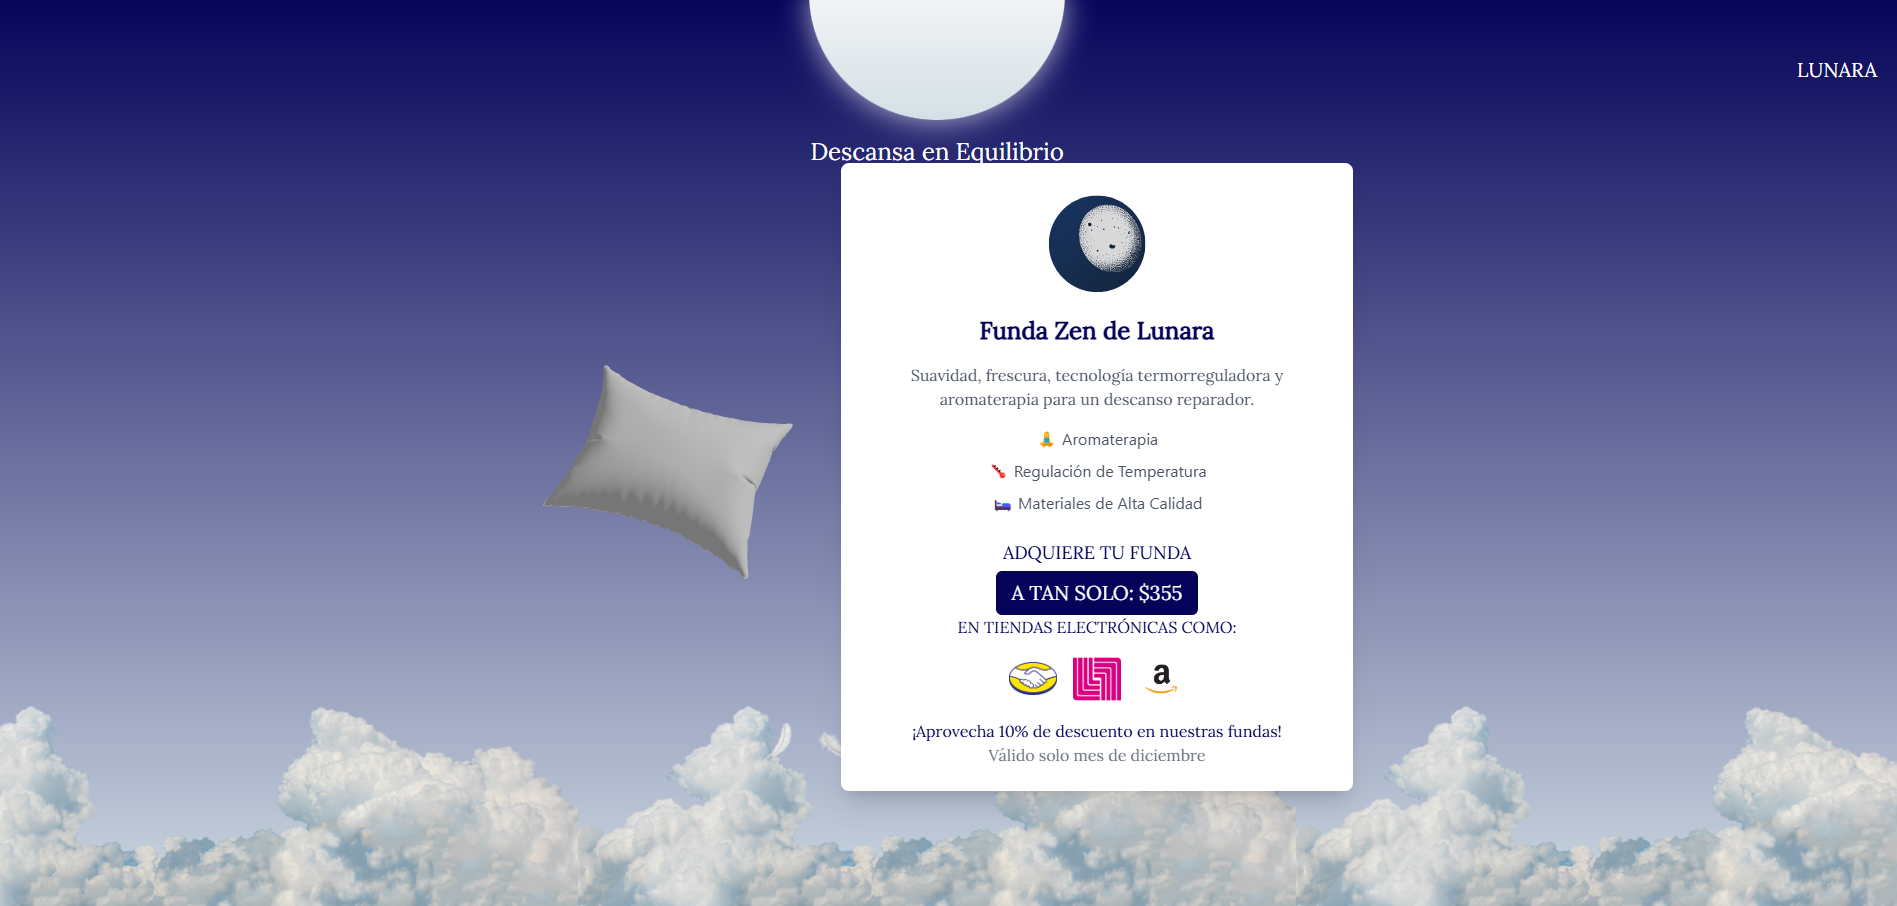 LUNARA
Descansa en Equilibrio
Funda Zen de Lunara
Suavidad, frescura, tecnología termorreguladora y
aromaterapia para un descanso reparador.
Aromaterapia
Regulación de Temperatura
Materiales de Alta Calidad
ADQUIERE TU FUNDA
A TAN SOLO: $355
EN TIENDAS ELECTRÓNICAS COMO:
a
¡Aprovecha 10% de descuento en nuestras fundas!
Válido solo mes de diciembre